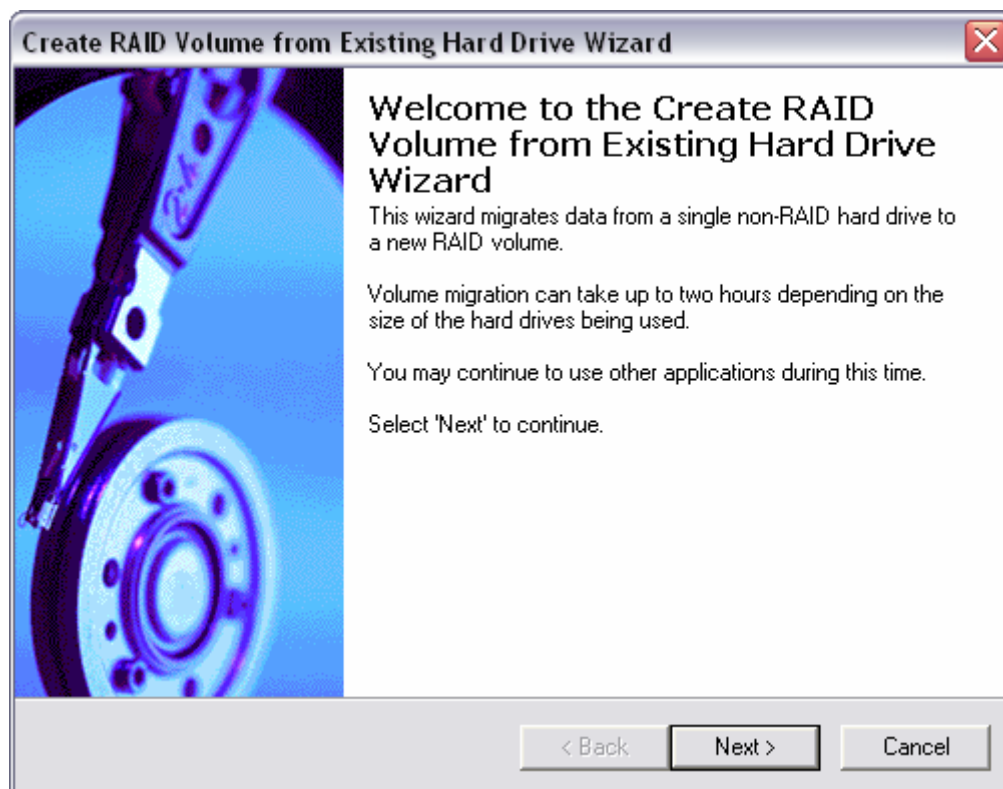 Create RAID Volume from Existing Hard Drive Wizard
Welcome to the Create RAID
Volume from Existing Hard Drive
Wizard
This wizard migrates data from a single non-RAID hard drive to
a new RAID volume.
Volume migration can take up to two hours depending on the
size of the hard drives being used.
You may continue to use other applications during this time.
Select 'Next' to continue.
< Back
Next >
Cancel